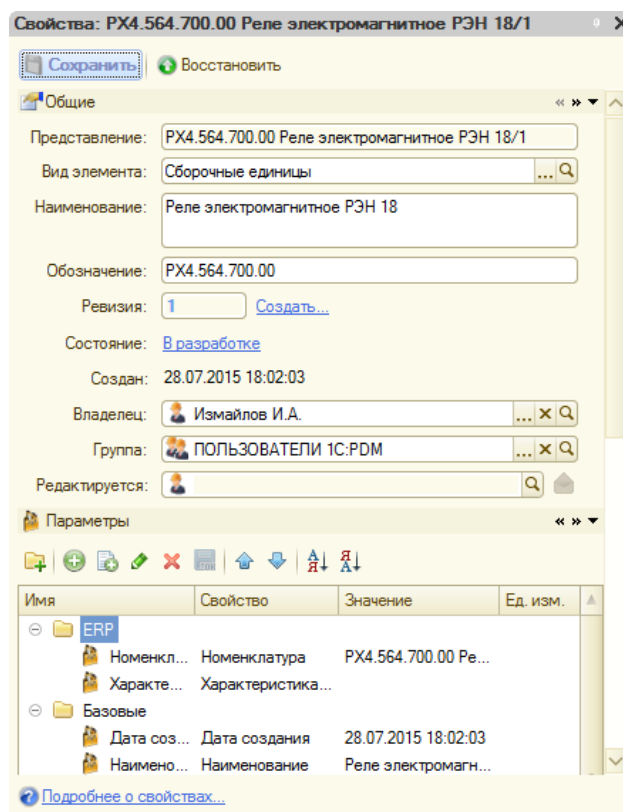 Свойства: РХ4.564.700.00 Реле электромагнитное РЭН 18/1
Сохранить Восстановить
Общие
Представление: РХ4.564.700.00 Реле электромагнитное РЭН 18/1
Вид элемента: Сборочные единицы ...
Наименование: Реле электромагнитное РЭН 18
Обозначение: РХ4.564.700.00
Ревизия: 1 Создать...
Состояние: В разработке
Создан: 28.07.2015 18:02:03
Владелец: Измайлов И.А. ...
Группа: ПОЛЬЗОВАТЕЛИ 1С:PDM ...
Редактируется:
Параметры
Имя Свойство Значение Ед. изм.
ERP
Номенкл... Номенклатура РХ4.564.700.00 Ре...
Характе... Характеристика...
Базовые
Дата соз... Дата создания 28.07.2015 18:02:03
Наимено... Наименование Реле электромагн...
Подробнее о свойствах...